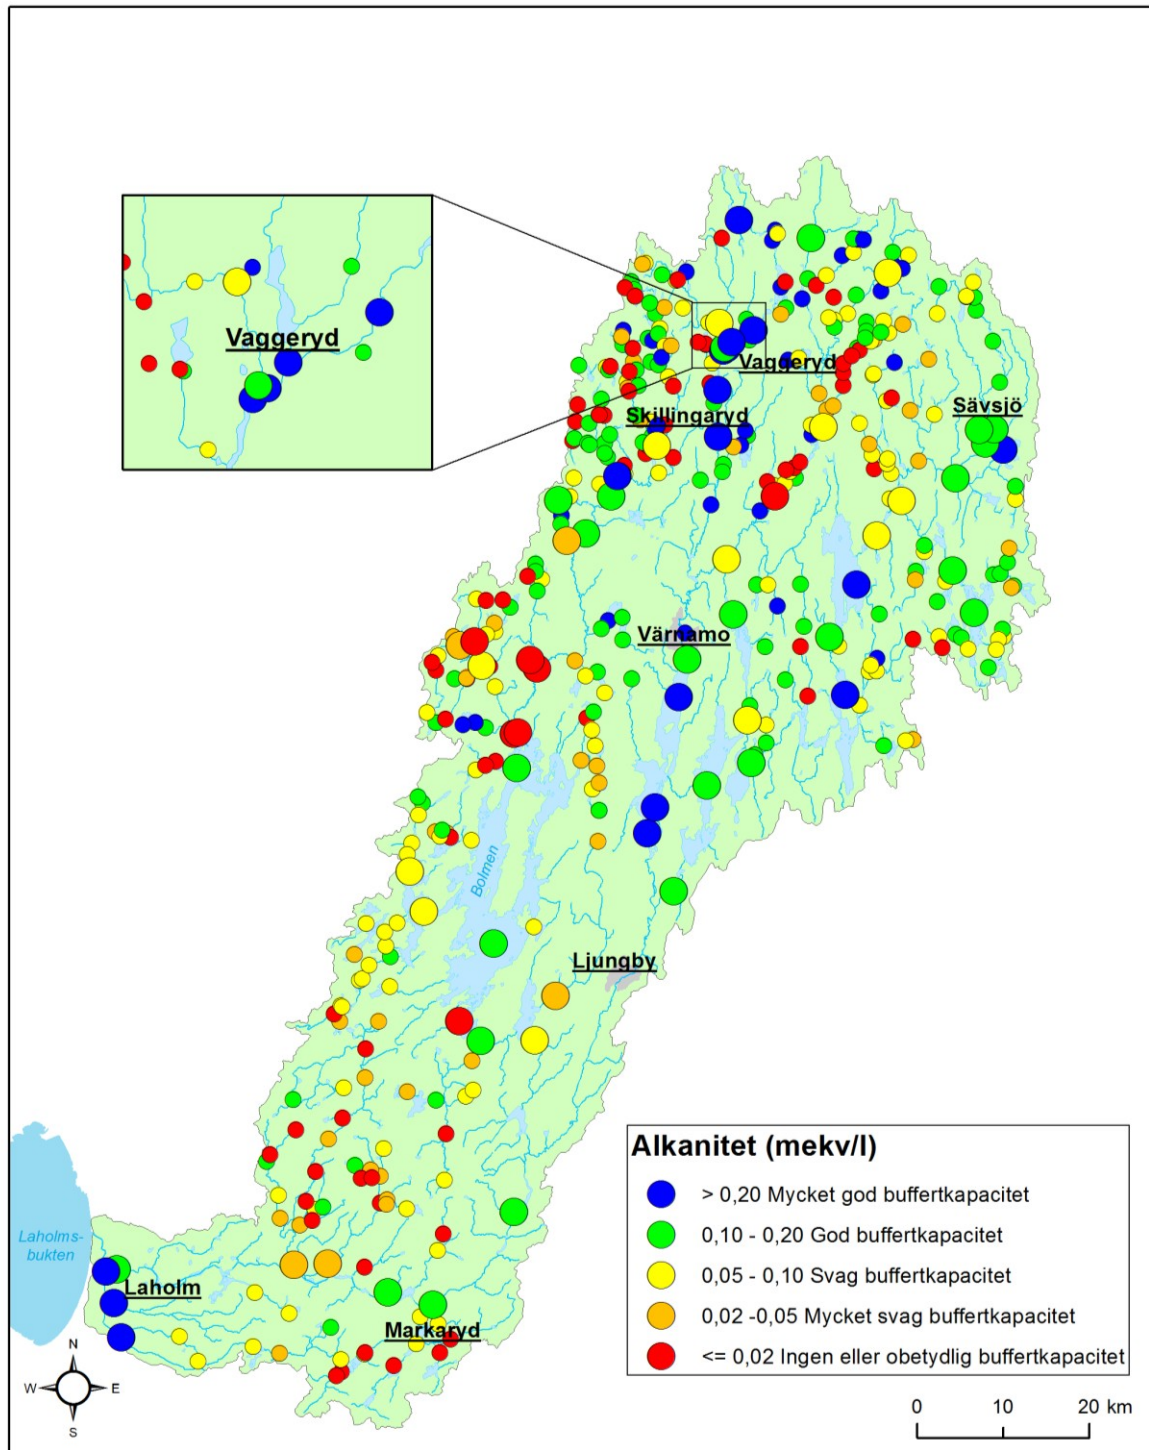 Vaggeryd
Vaggeryd
Skillingaryd
Sävsjö
Värnamo
Bolmen
Ljungby
Laholms-
bukten
Laholm
Markaryd
N
W
E
S
Alkanitet (mekv/l)
> 0,20 Mycket god buffertkapacitet
0,10 - 0,20 God buffertkapacitet
0,05 - 0,10 Svag buffertkapacitet
0,02 -0,05 Mycket svag buffertkapacitet
<= 0,02 Ingen eller obetydlig buffertkapacitet
0 10 20 km